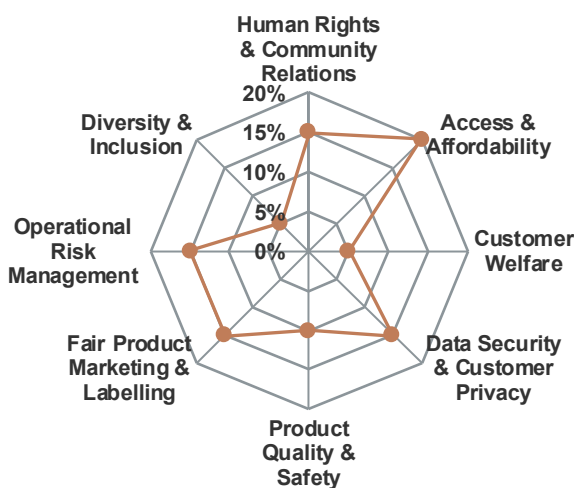 Human Rights
& Community
Relations
20%
15%
10%
5%
0%
Access &
Affordability
Customer
Welfare
Data Security
& Customer
Privacy
Product
Quality &
Safety
Fair Product
Marketing &
Labelling
Operational
Risk
Management
Diversity &
Inclusion